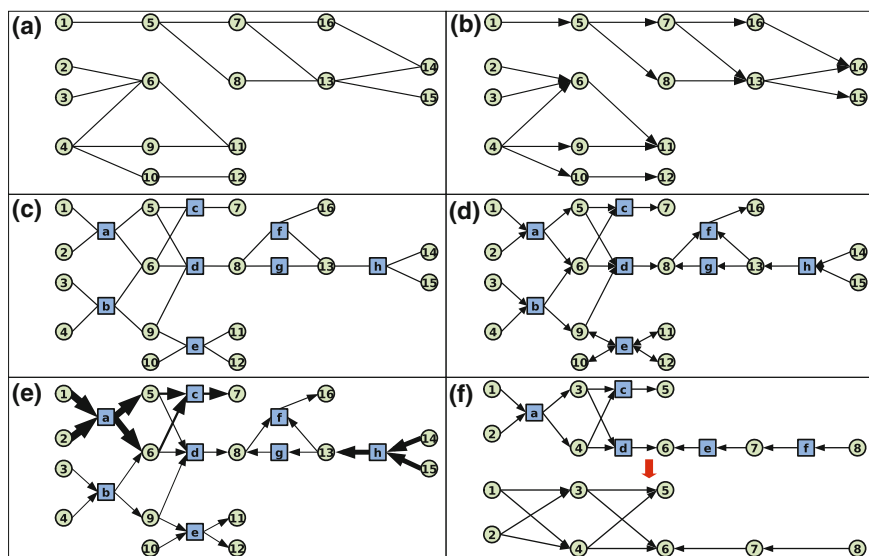 (a) 1 5 7 16
2 6 8 13 14
3 15
4 9 11
10 12
(b) 1 5 7 16
2 6 8 13 14
3 15
4 9 11
10 12
(c) 1 5 c 7 16
a f
2 6 d 8 g 13 h 14
3 15
b
4 9 e 11
10 12
(d) 1 5 c 7 16
a f
2 6 d 8 g 13 h 14
3 15
b
4 9 e 11
10 12
(e) 1 5 c 7 16
a f
2 6 d 8 g 13 h 14
3 15
b
4 9 e 11
10 12
(f) 1 3 c 5
a
2 4 d 6 e 7 f 8
1 3 5
2 4 6 7 8